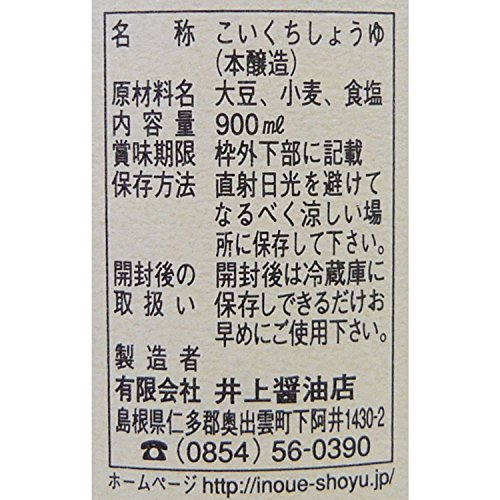 名称 こいくちしょうゆ
(本醸造)
原材料名 大豆、小麦、食塩
内容量 900ml
賞味期限 枠外下部に記載
保存方法 直射日光を避けて
なるべく涼しい場
所に保存して下さい。
開封後の 開封後は冷蔵庫に
取扱い 保存しできるだけお
早めにご使用下さい。
製造者
有限会社 井上醤油店
島根県仁多郡奥出雲町下阿井1430-2
☎(0854) 56-0390
ホームページ http://inoue-shoyu.jp/